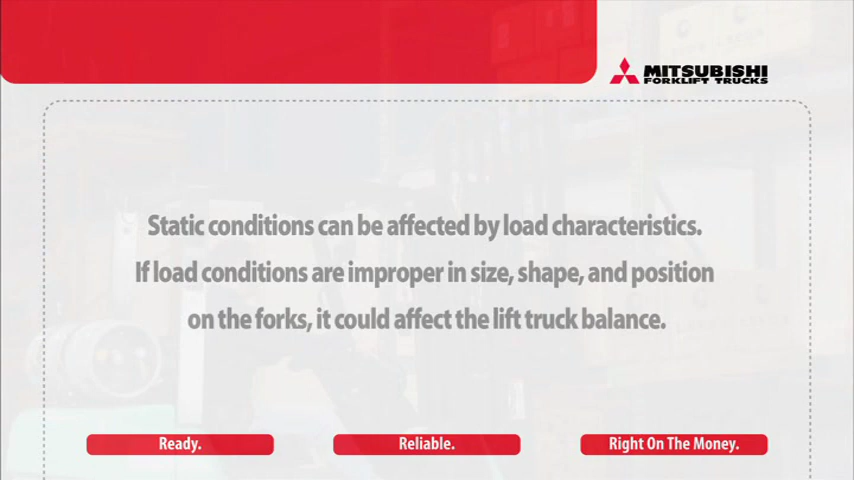 MITSUBISHI
FORKLIFT TRUCKS
Static conditions can be affected by load characteristics.
If load conditions are improper in size, shape, and position
on the forks, it could affect the lift truck balance.
Ready.
Reliable.
Right On The Money.